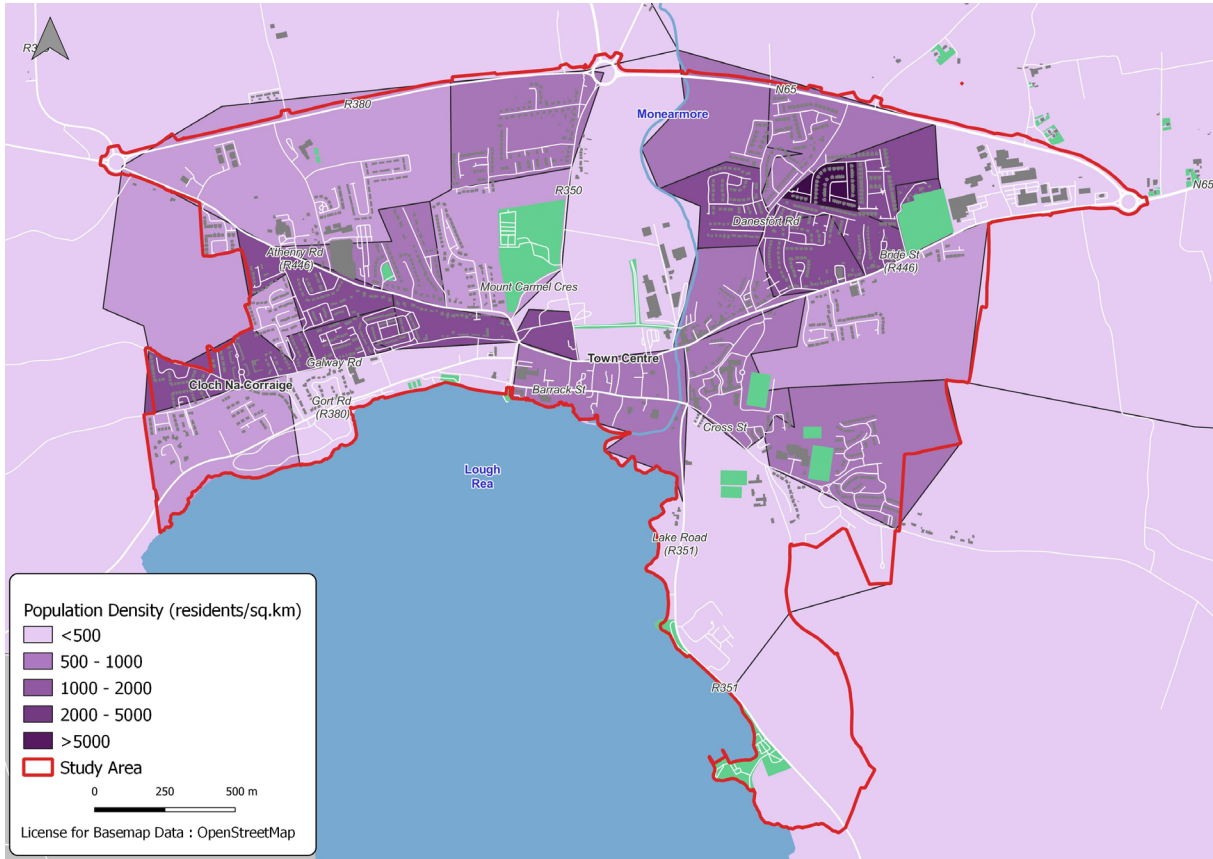 R380
N65
Monearmore
R350
Danesfort Rd
Athenry Rd
(R446)
Bride St
(R446)
N65
Mount Carmel Cres
Town Centre
Galway Rd
Cloch Na Corraige
Barrack St
Gort Rd
(R380)
Cross St
Lough
Rea
Lake Road
(R351)
R351
Population Density (residents/sq.km)
<500
500 - 1000
1000 - 2000
2000 - 5000
>5000
Study Area
0 250 500 m
License for Basemap Data : OpenStreetMap